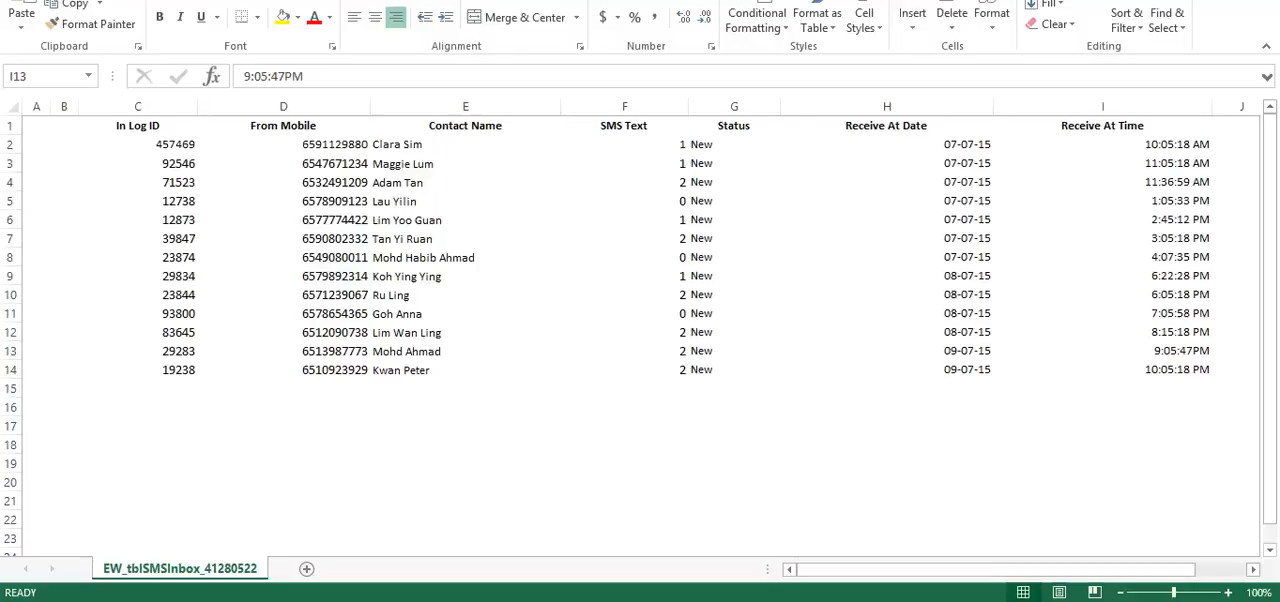 Paste Copy Format Painter B I U A Merge & Center $ % , .0 .00 Conditional Formatting Format as Table Cell Styles Insert Delete Format Fill Clear Sort & Filter Find & Select
Clipboard Font Alignment Number Styles Cells Editing
I13 fx 9:05:47PM
A B C D E F G H I J
1 In Log ID From Mobile Contact Name SMS Text Status Receive At Date Receive At Time
2 457469 6591129880 Clara Sim 1 New 07-07-15 10:05:18 AM
3 92546 6547671234 Maggie Lum 1 New 07-07-15 11:05:18 AM
4 71523 6532491209 Adam Tan 2 New 07-07-15 11:36:59 AM
5 12738 6578909123 Lau Yilin 0 New 07-07-15 1:05:33 PM
6 12873 6577774422 Lim Yoo Guan 1 New 07-07-15 2:45:12 PM
7 39847 6590802332 Tan Yi Ruan 2 New 07-07-15 3:05:18 PM
8 23874 6549080011 Mohd Habib Ahmad 0 New 07-07-15 4:07:35 PM
9 29834 6579892314 Koh Ying Ying 1 New 08-07-15 6:22:28 PM
10 23844 6571239067 Ru Ling 2 New 08-07-15 6:05:18 PM
11 93800 6578654365 Goh Anna 0 New 08-07-15 7:05:58 PM
12 83645 6512090738 Lim Wan Ling 2 New 08-07-15 8:15:18 PM
13 29283 6513987773 Mohd Ahmad 2 New 09-07-15 9:05:47PM
14 19238 6510923929 Kwan Peter 2 New 09-07-15 10:05:18 PM
15
16
17
18
19
20
21
22
23
EW_tblSMSInbox_41280522
READY 100%